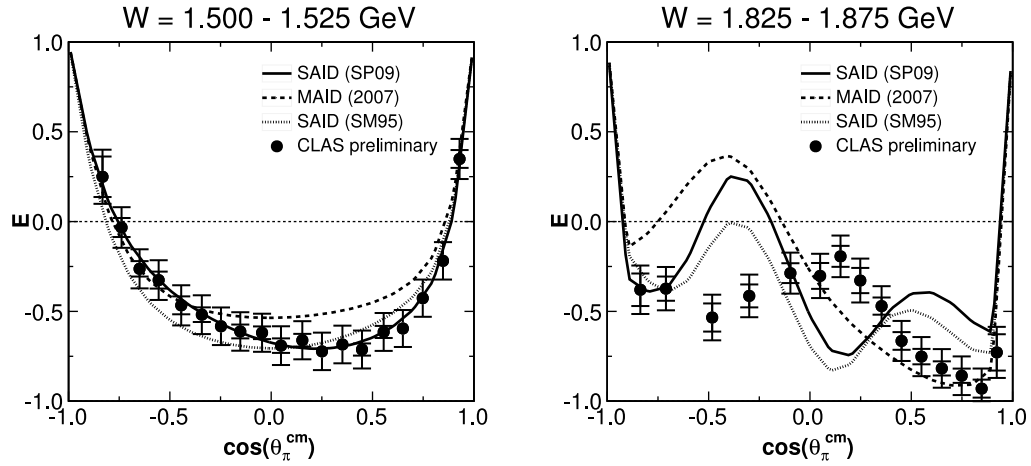 W = 1.500 - 1.525 GeV
1.0
0.5
0.0
-0.5
-1.0
E
SAID (SP09)
MAID (2007)
SAID (SM95)
CLAS preliminary
-1.0 -0.5 0.0 0.5 1.0
cos(θπcm)
W = 1.825 - 1.875 GeV
1.0
0.5
0.0
-0.5
-1.0
E
SAID (SP09)
MAID (2007)
SAID (SM95)
CLAS preliminary
-1.0 -0.5 0.0 0.5 1.0
cos(θπcm)